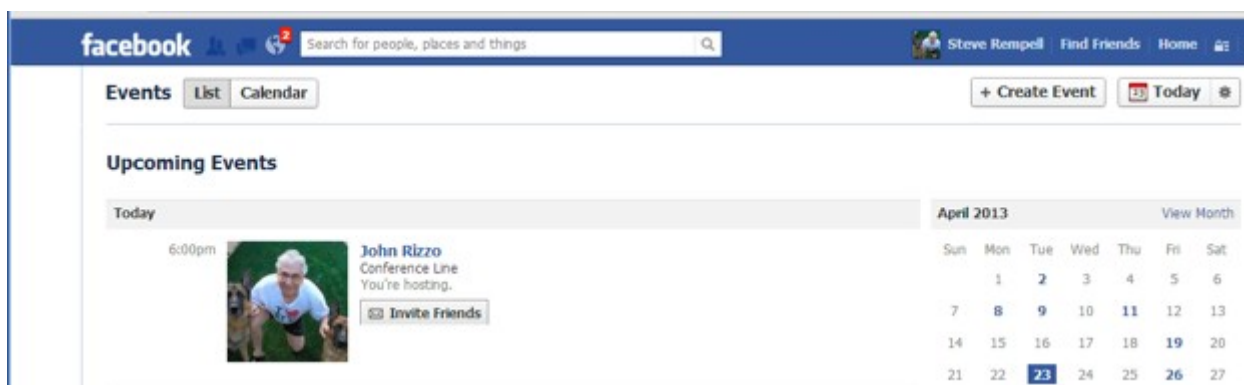 facebook 2 Search for people, places and things Steve Rempell Find Friends Home
Events List Calendar + Create Event 23 Today
Upcoming Events
Today
6:00pm John Rizzo
Conference Line
You're hosting.
Invite Friends
April 2013 View Month
Sun Mon Tue Wed Thu Fri Sat
1 2 3 4 5 6
7 8 9 10 11 12 13
14 15 16 17 18 19 20
21 22 23 24 25 26 27